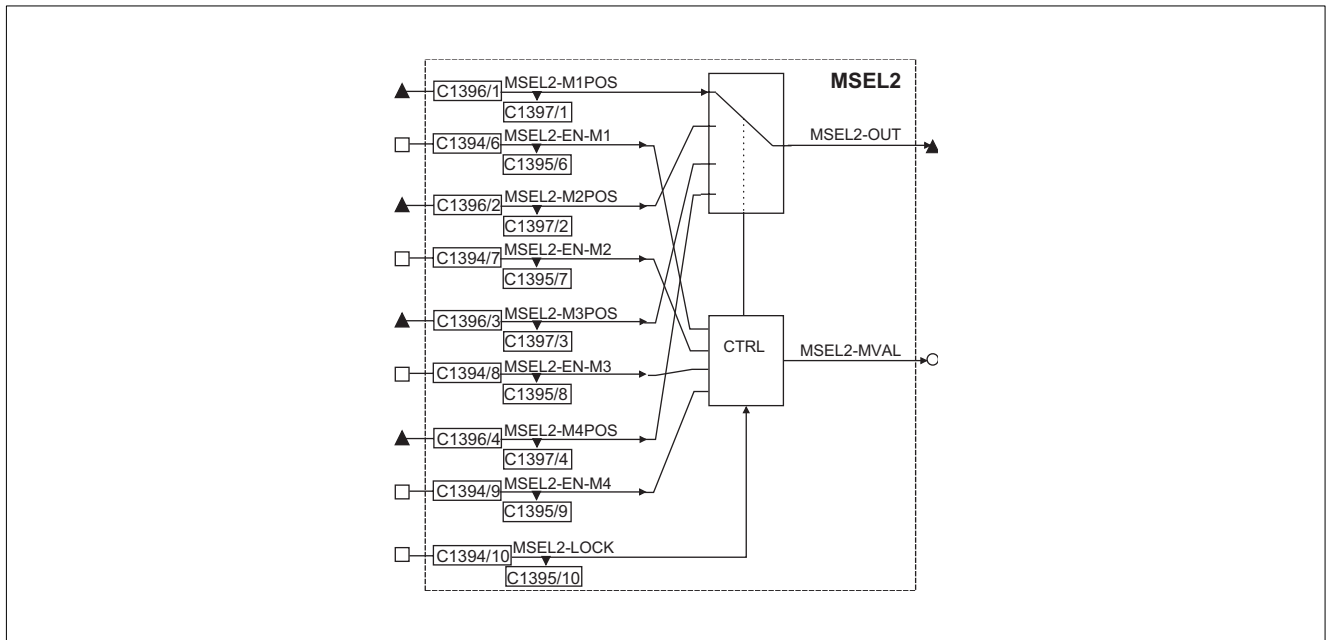 MSEL2
C1396/1 MSEL2-M1POS
C1397/1
C1394/6 MSEL2-EN-M1
C1395/6
MSEL2-OUT
C1396/2 MSEL2-M2POS
C1397/2
C1394/7 MSEL2-EN-M2
C1395/7
C1396/3 MSEL2-M3POS
C1397/3
CTRL
MSEL2-MVAL
C1394/8 MSEL2-EN-M3
C1395/8
C1396/4 MSEL2-M4POS
C1397/4
C1394/9 MSEL2-EN-M4
C1395/9
C1394/10 MSEL2-LOCK
C1395/10